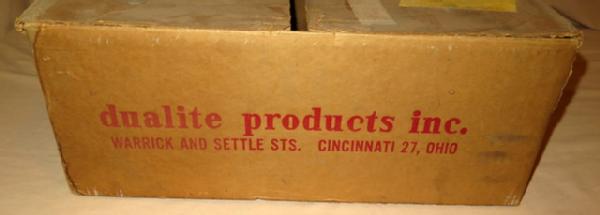 dualite products inc.
WARRICK AND SETTLE STS. CINCINNATI 27, OHIO